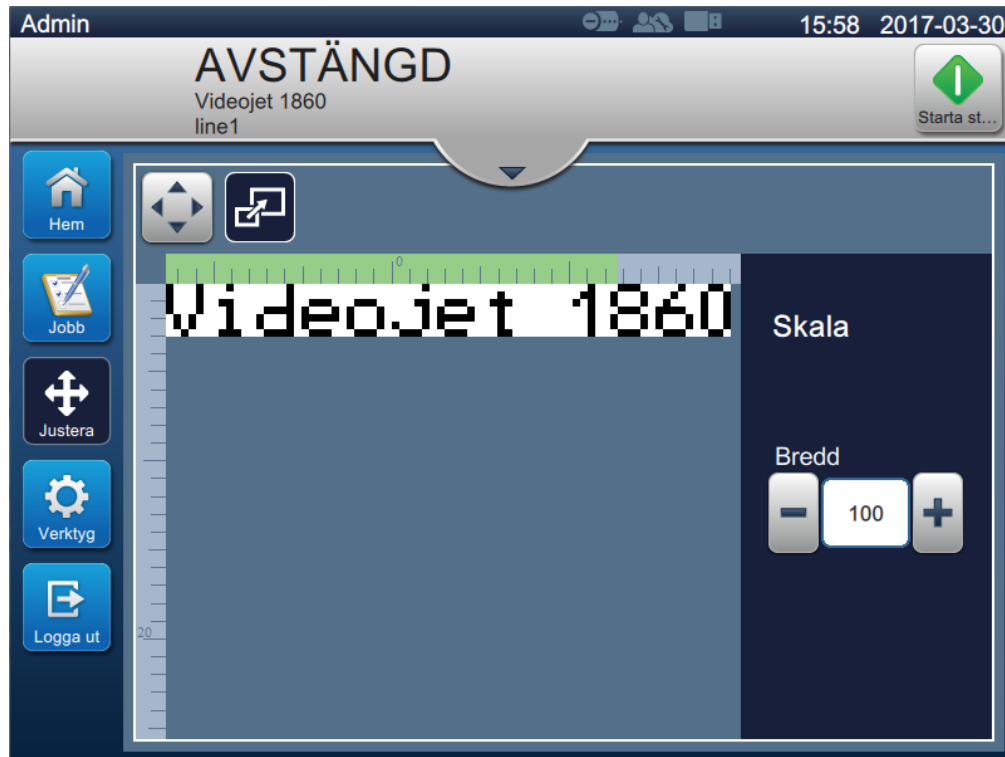 Admin
15:58 2017-03-30
AVSTÄNGD
Videojet 1860
line1
Starta st...
Hem
Jobb
Justera
Verktyg
Logga ut
0
Videojet 1860
20
Skala
Bredd
100